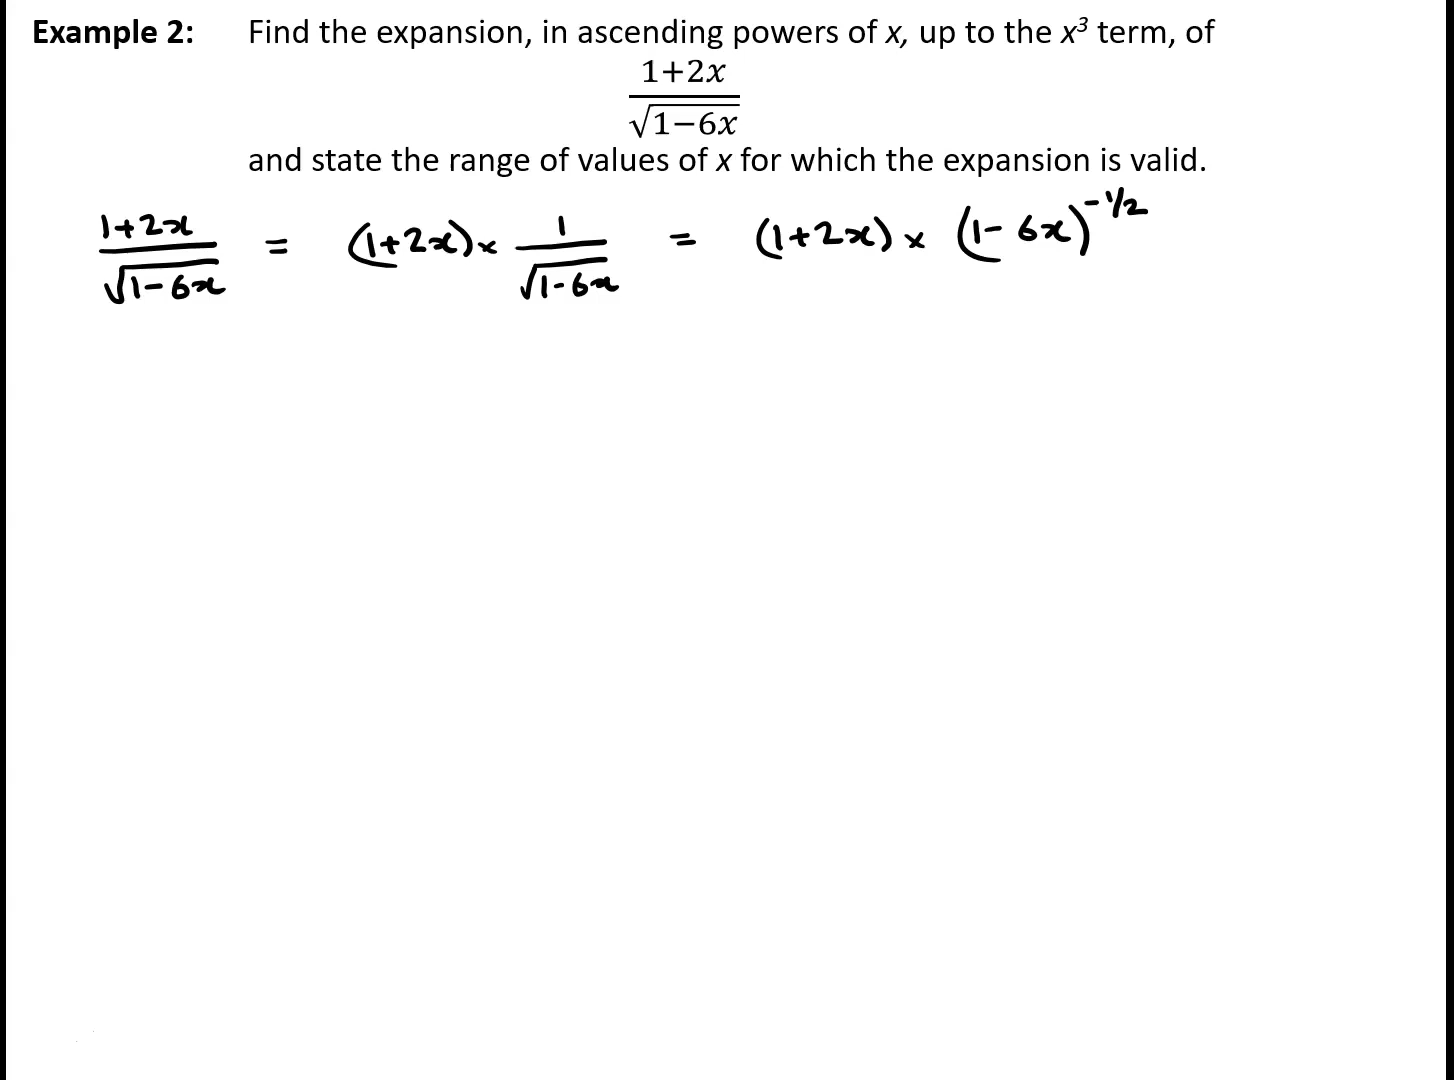 Example 2: Find the expansion, in ascending powers of x, up to the x³ term, of
1+2x
√1−6x
and state the range of values of x for which the expansion is valid.
1+2x / √1-6x = (1+2x) × 1 / √1-6x = (1+2x) × (1-6x)^-1/2